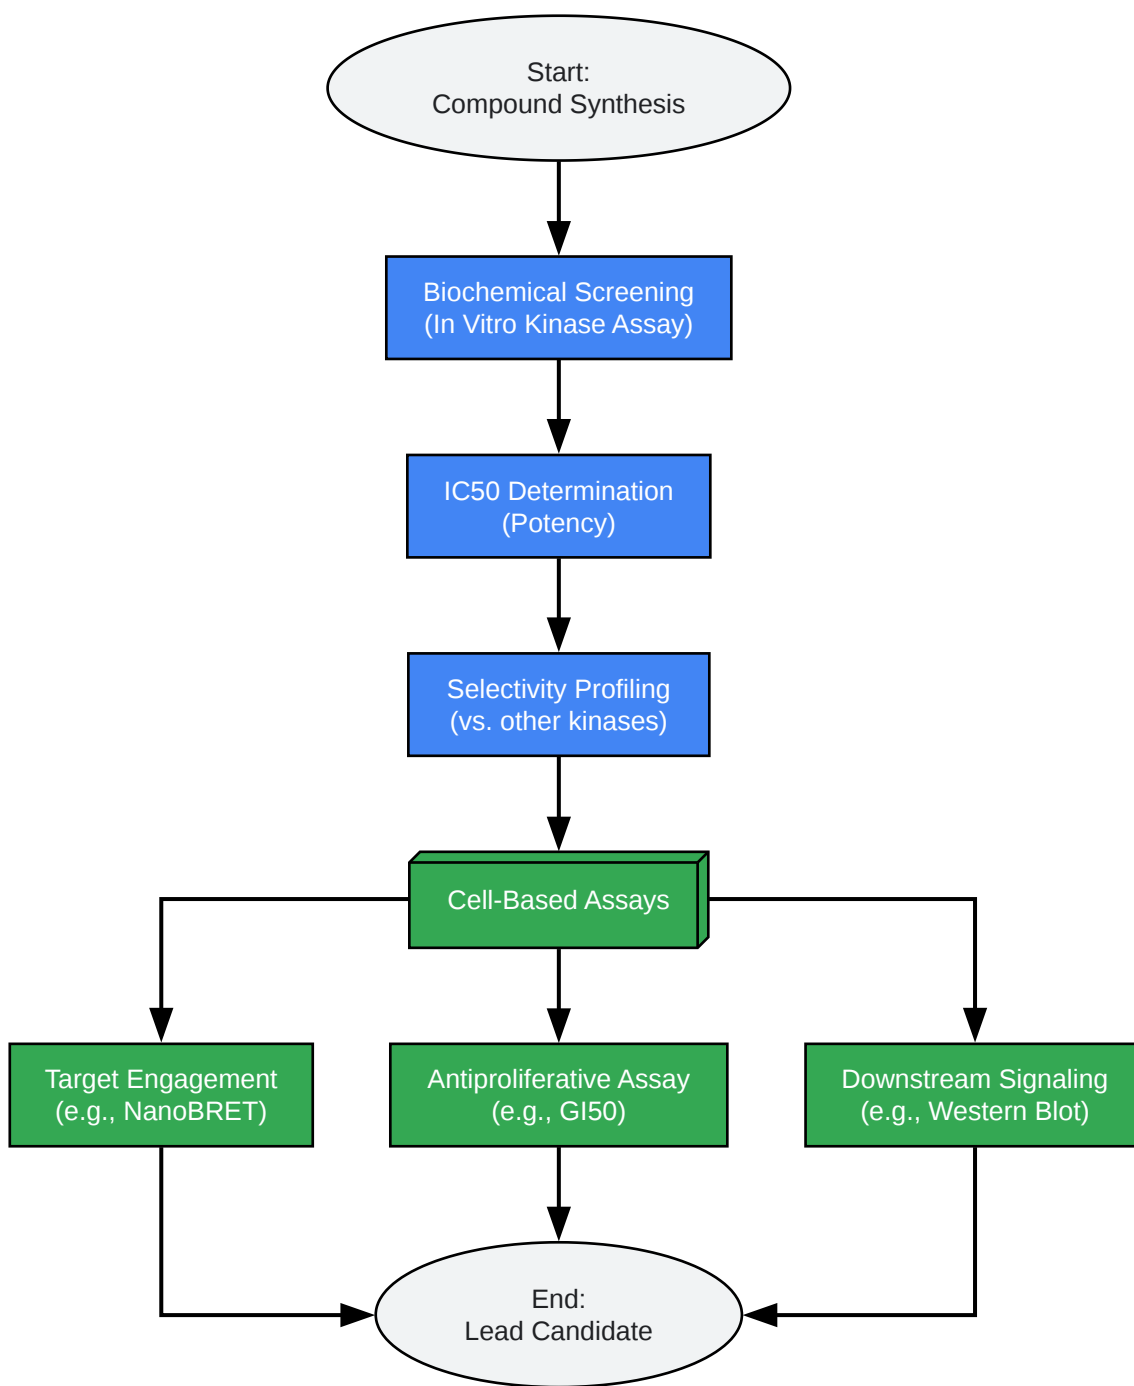 Start:
Compound Synthesis
Biochemical Screening
(In Vitro Kinase Assay)
IC50 Determination
(Potency)
Selectivity Profiling
(vs. other kinases)
Cell-Based Assays
Target Engagement
(e.g., NanoBRET)
Antiproliferative Assay
(e.g., GI50)
Downstream Signaling
(e.g., Western Blot)
End:
Lead Candidate